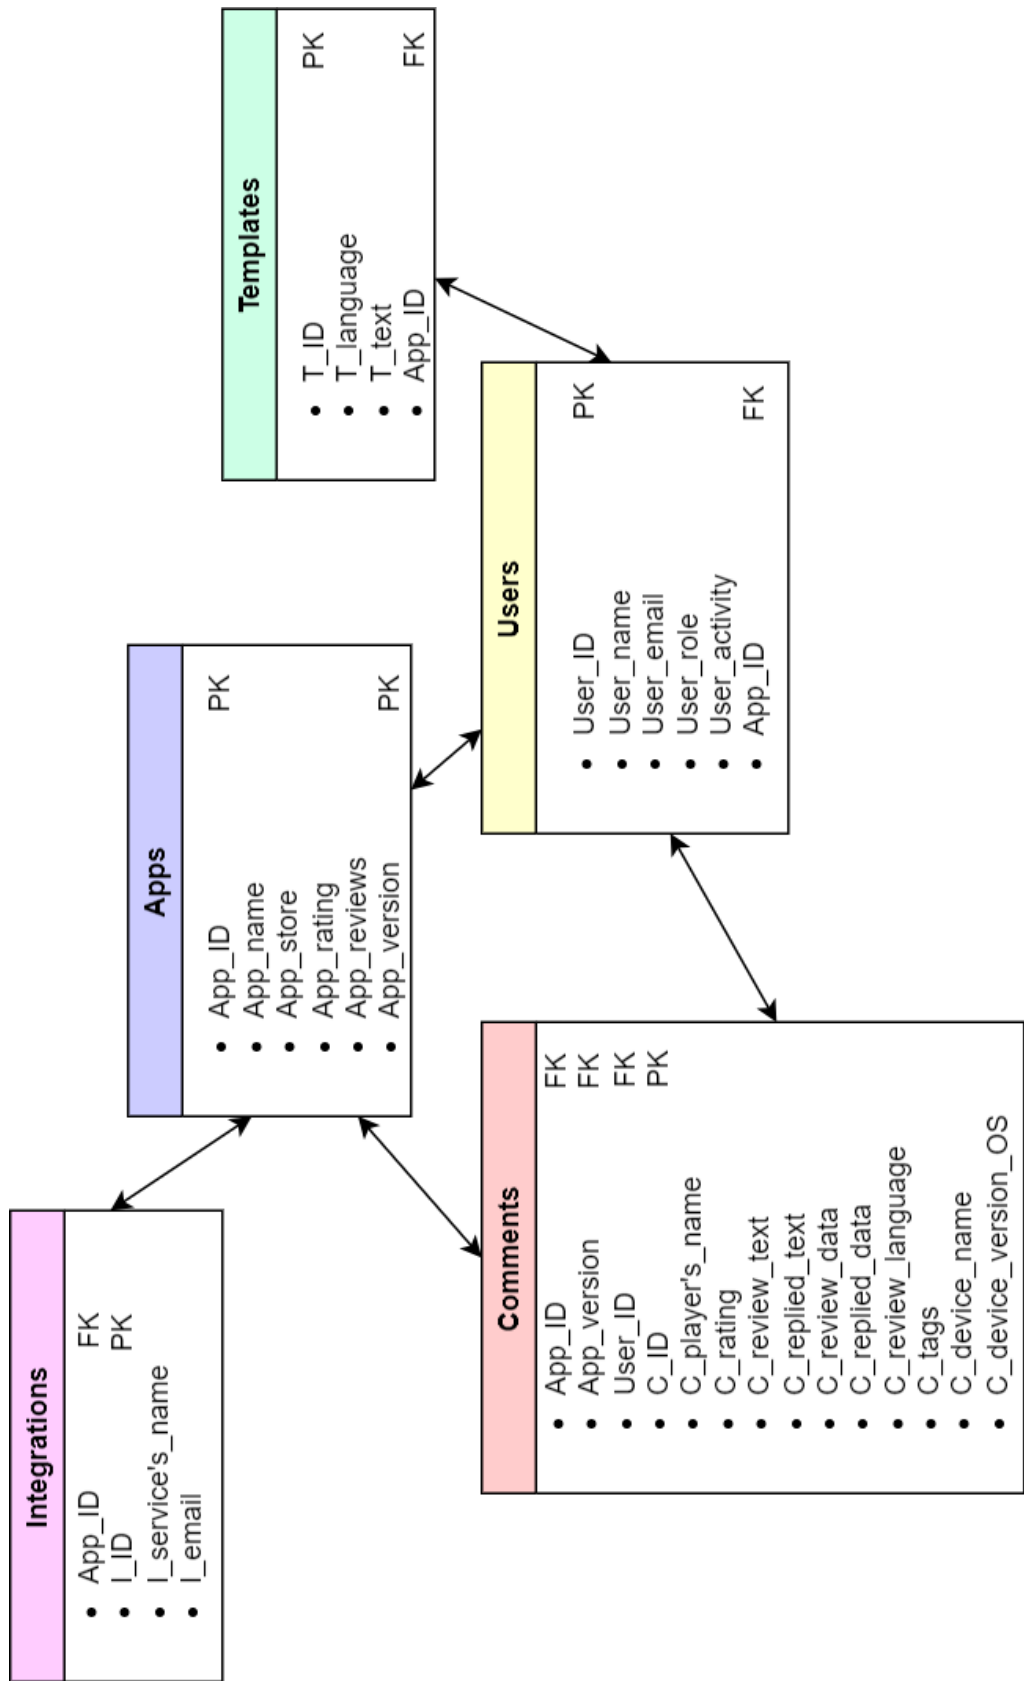 Integrations
App_ID FK
I_ID PK
I_service's_name
I_email
Apps
App_ID PK
App_name
App_store
App_rating
App_reviews
App_version PK
Templates
T_ID PK
T_language
T_text
App_ID FK
Comments
App_ID FK
App_version FK
User_ID FK
C_ID PK
C_player's_name
C_rating
C_review_text
C_replied_text
C_review_data
C_replied_data
C_review_language
C_tags
C_device_name
C_device_version_OS
Users
User_ID PK
User_name
User_email
User_role
User_activity
App_ID FK